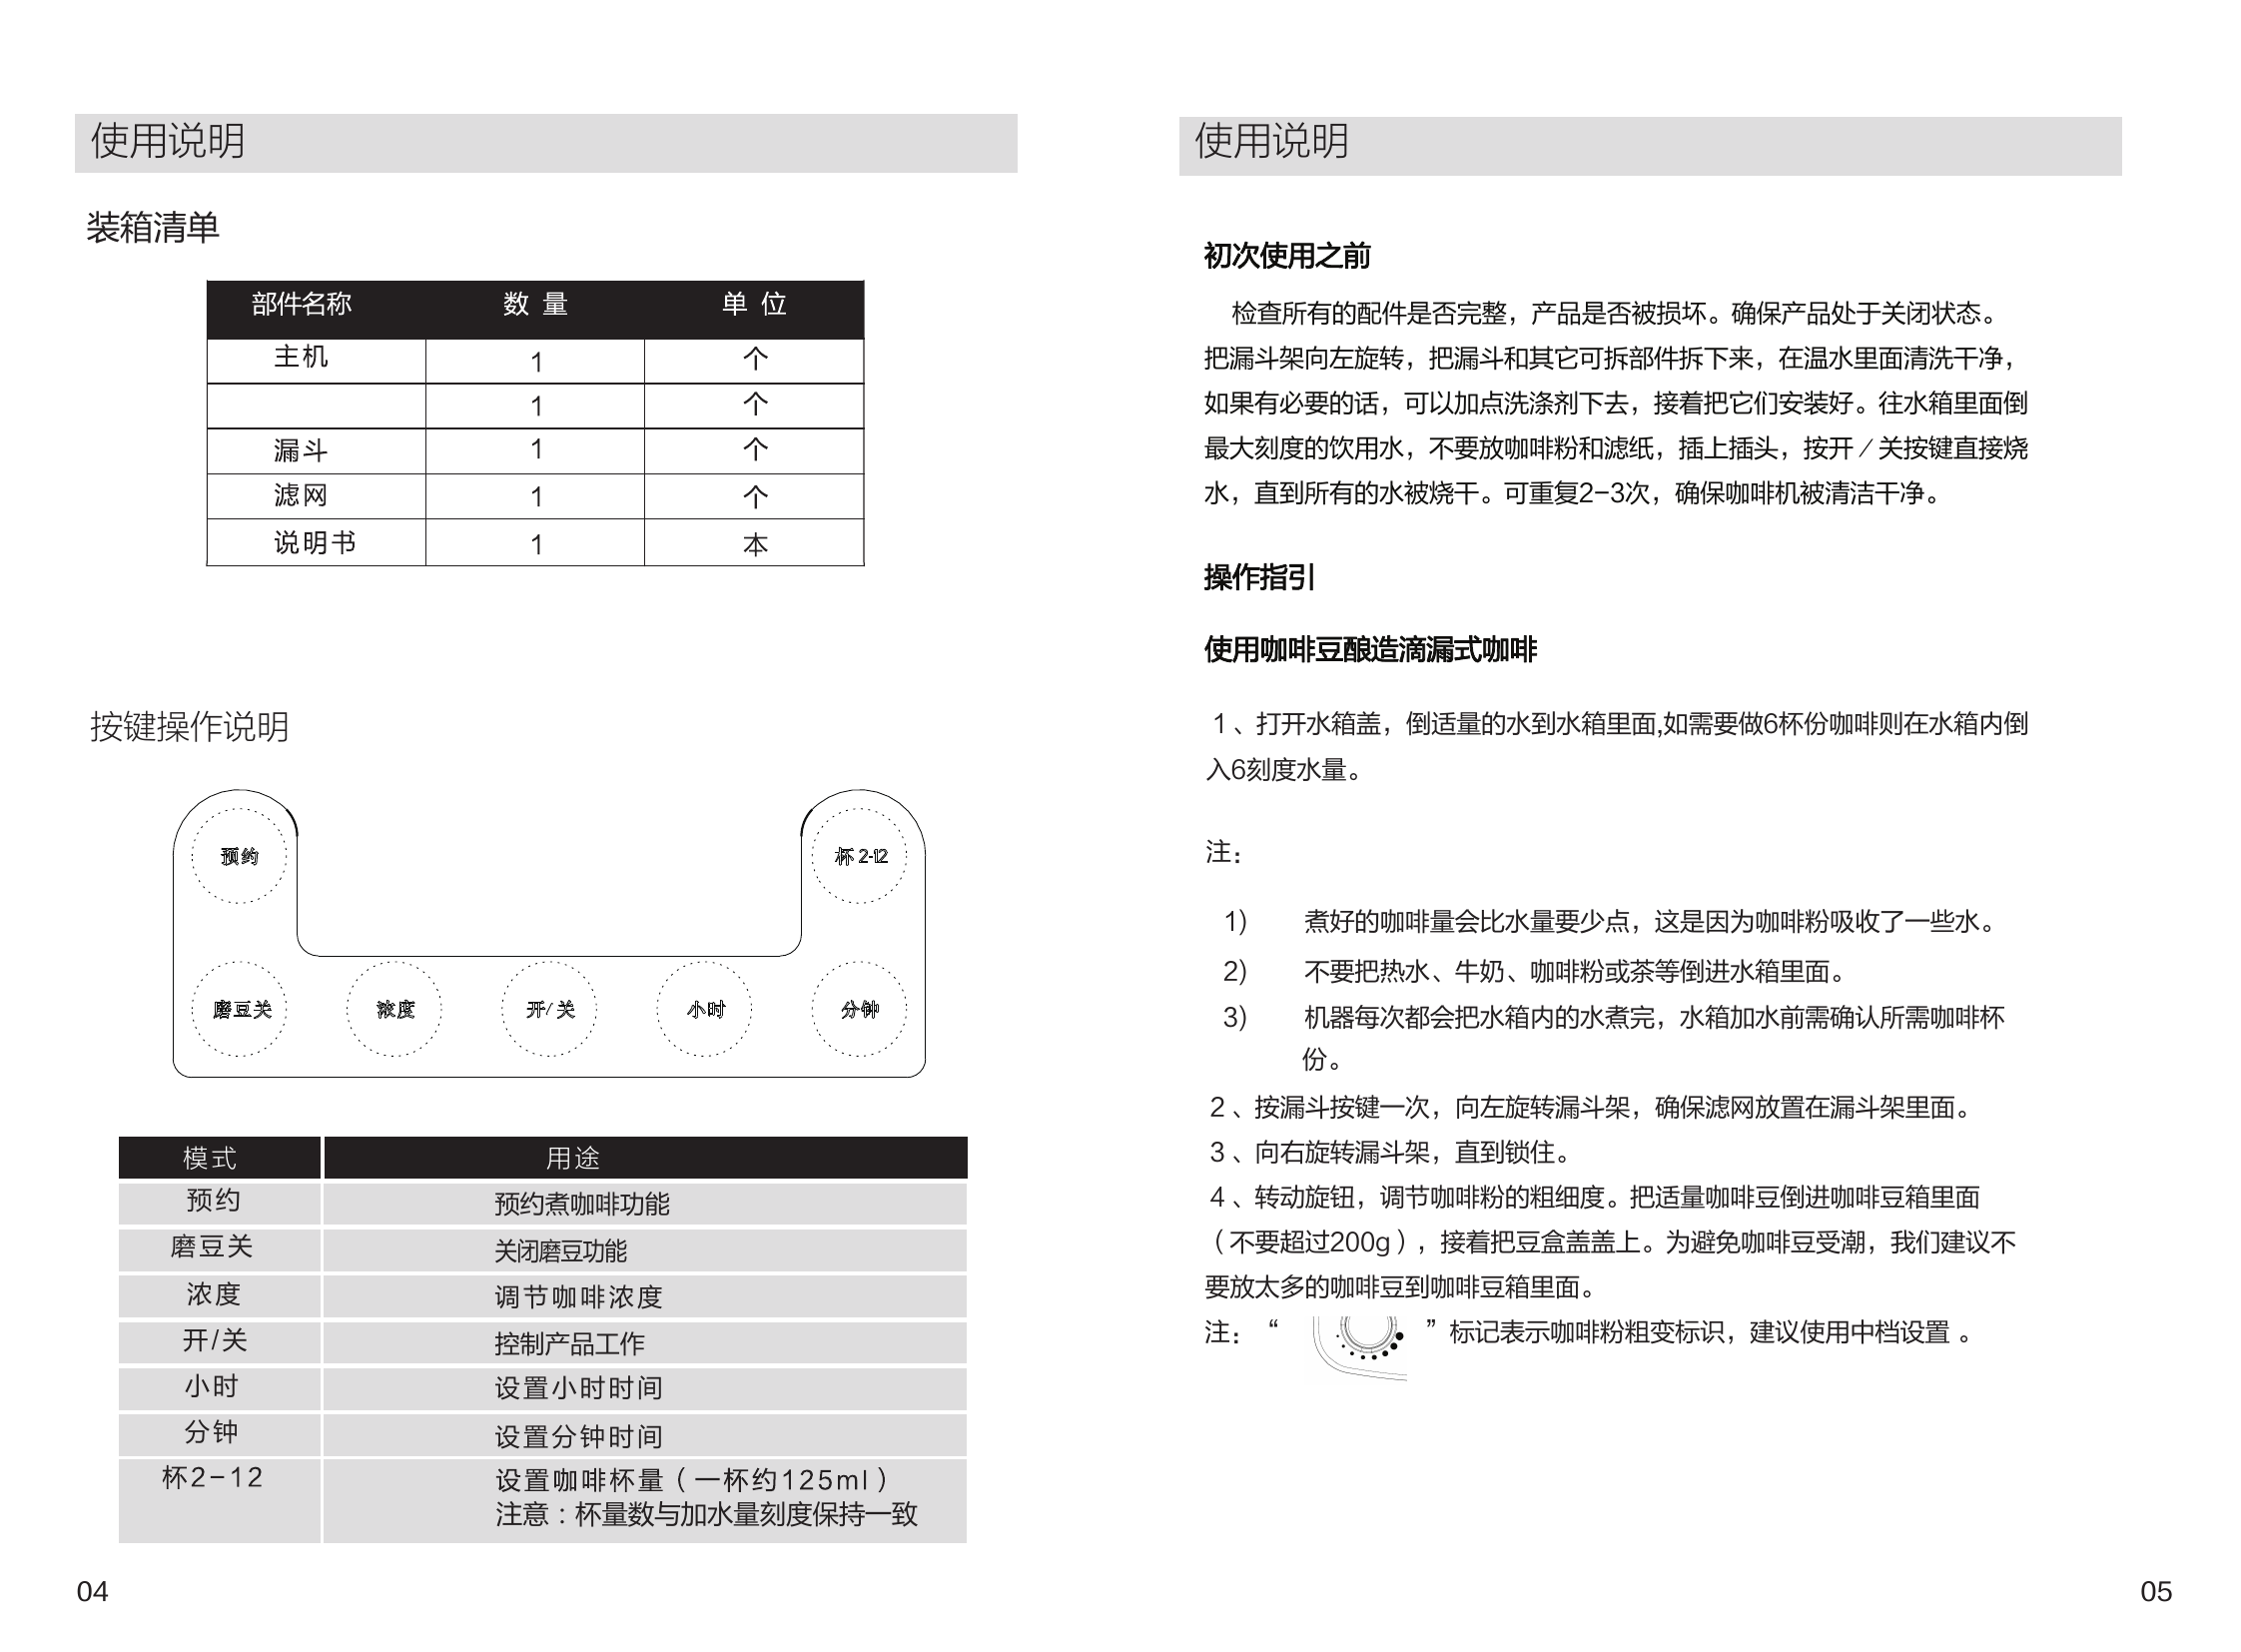 使用说明
装箱清单
部件名称 数 量 单 位
主机 1 个
1 个
漏斗 1 个
滤网 1 个
说明书 1 本
按键操作说明
预约 杯 2-12
磨豆关 浓度 开/关 小时 分钟
模式 用途
预约 预约煮咖啡功能
磨豆关 关闭磨豆功能
浓度 调节咖啡浓度
开/关 控制产品工作
小时 设置小时时间
分钟 设置分钟时间
杯2-12 设置咖啡杯量（一杯约125ml）
注意：杯量数与加水量刻度保持一致
04
使用说明
初次使用之前
检查所有的配件是否完整，产品是否被损坏。确保产品处于关闭状态。
把漏斗架向左旋转，把漏斗和其它可拆部件拆下来，在温水里面清洗干净，
如果有必要的话，可以加点洗涤剂下去，接着把它们安装好。往水箱里面倒
最大刻度的饮用水，不要放咖啡粉和滤纸，插上插头，按开/关按键直接烧
水，直到所有的水被烧干。可重复2-3次，确保咖啡机被清洁干净。
操作指引
使用咖啡豆酿造滴漏式咖啡
1、打开水箱盖，倒适量的水到水箱里面,如需要做6杯份咖啡则在水箱内倒
入6刻度水量。
注：
1) 煮好的咖啡量会比水量要少点，这是因为咖啡粉吸收了一些水。
2) 不要把热水、牛奶、咖啡粉或茶等倒进水箱里面。
3) 机器每次都会把水箱内的水煮完，水箱加水前需确认所需咖啡杯
份。
2、按漏斗按键一次，向左旋转漏斗架，确保滤网放置在漏斗架里面。
3、向右旋转漏斗架，直到锁住。
4、转动旋钮，调节咖啡粉的粗细度。把适量咖啡豆倒进咖啡豆箱里面
（不要超过200g），接着把豆盒盖盖上。为避免咖啡豆受潮，我们建议不
要放太多的咖啡豆到咖啡豆箱里面。
注：“ ”标记表示咖啡粉粗变标识，建议使用中档设置 。
05